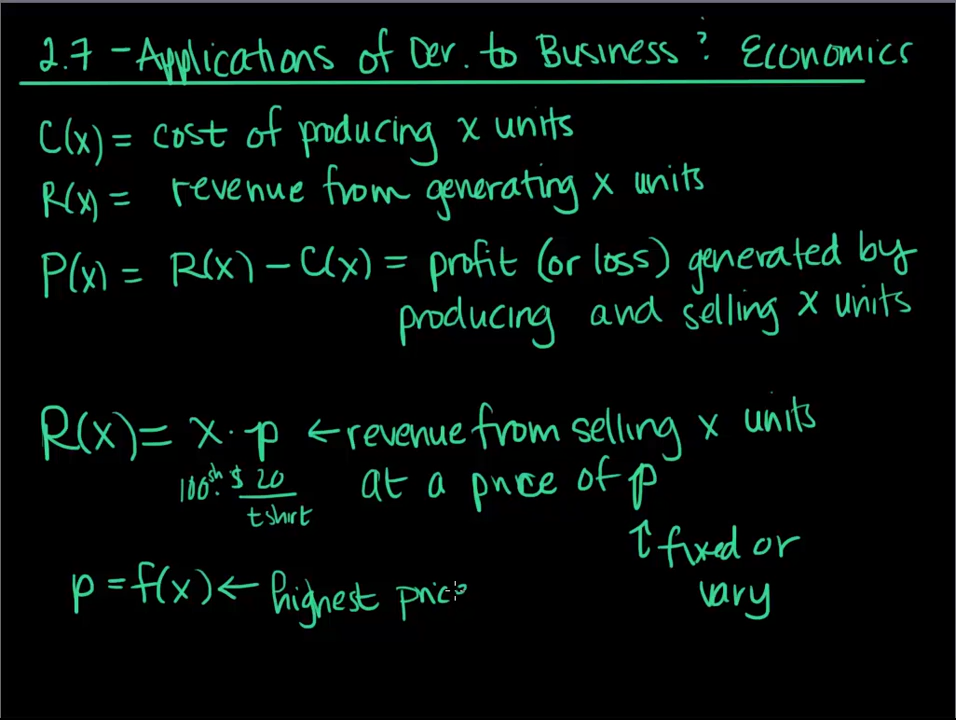 2.7 - Applications of Der. to Business & Economics
C(x) = cost of producing x units
R(x) = revenue from generating x units
P(x) = R(x) - C(x) = profit (or loss) generated by
producing and selling x units
R(x) = x · p ← revenue from selling x units
100 sh · $ 20 / tshirt at a price of p
↑ fixed or
vary
p = f(x) ← highest price